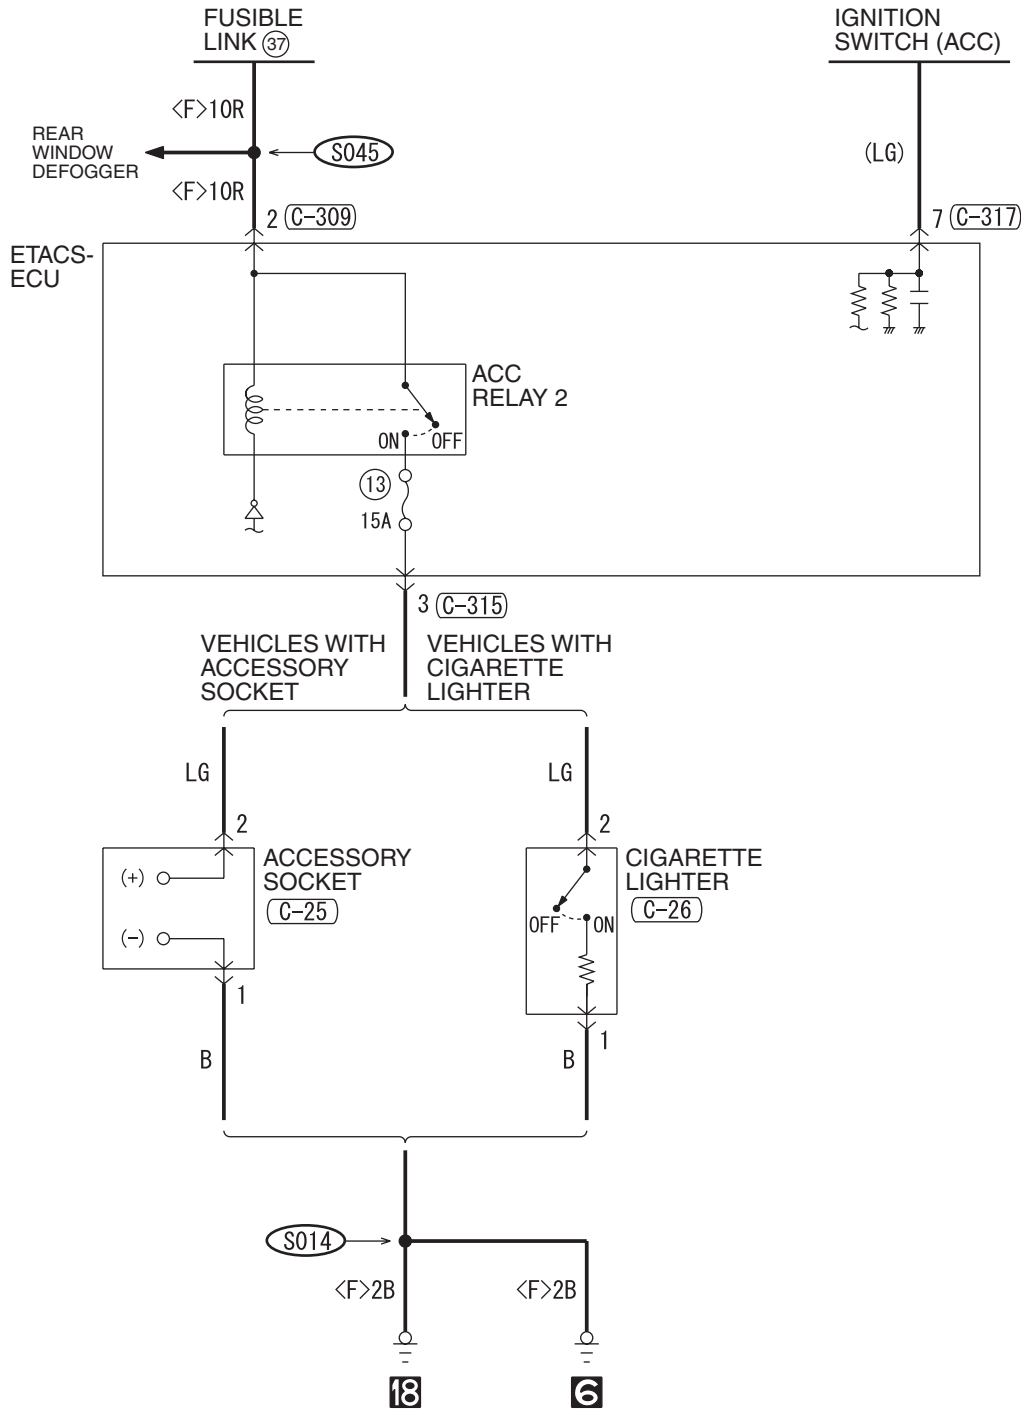 FUSIBLE
LINK 37
IGNITION
SWITCH (ACC)
<F>10R
REAR
WINDOW
DEFOGGER
S045
(LG)
<F>10R
2 C-309
7 C-317
ETACS-
ECU
ACC
RELAY 2
ON OFF
13
15A
3 C-315
VEHICLES WITH
ACCESSORY
SOCKET
VEHICLES WITH
CIGARETTE
LIGHTER
LG
LG
2
2
(+)
(-)
ACCESSORY
SOCKET
C-25
CIGARETTE
LIGHTER
C-26
OFF ON
1
1
B
B
S014
<F>2B
<F>2B
18
6